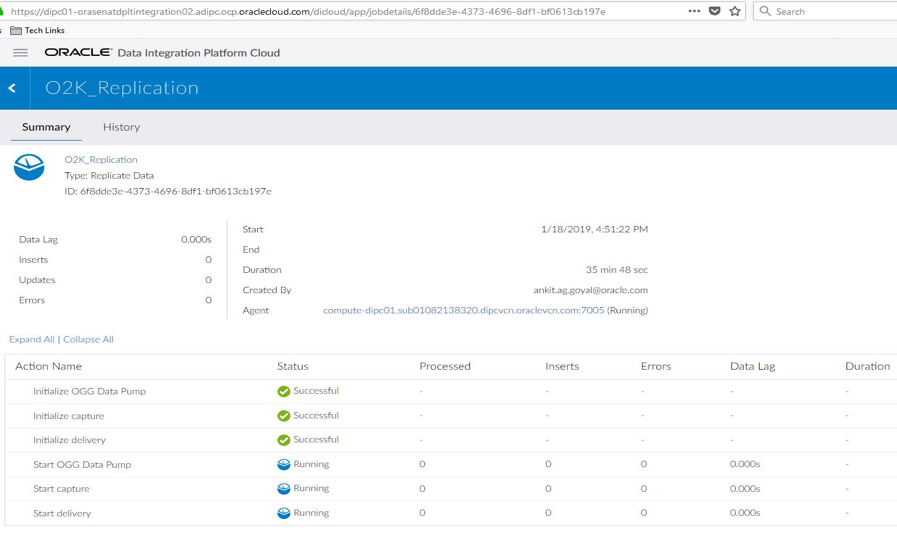 https://dipc01-orasenatdpltintegration02.adipc.ocp.oraclecloud.com/dicloud/app/jobdetails/6f8dde3e-4373-4696-8df1-bf0613cb197e ••• Search
s Tech Links
ORACLE Data Integration Platform Cloud
O2K_Replication
Summary History
O2K_Replication
Type: Replicate Data
ID: 6f8dde3e-4373-4696-8df1-bf0613cb197e
Start 1/18/2019, 4:51:22 PM
Data Lag 0.000s
End
Inserts 0
Duration 35 min 48 sec
Updates 0
Created By ankit.ag.goyal@oracle.com
Errors 0
Agent compute-dipc01.sub01082138320.dipcvcn.oraclevcn.com:7005 (Running)
Expand All | Collapse All
Action Name Status Processed Inserts Errors Data Lag Duration
Initialize OGG Data Pump Successful - - - - -
Initialize capture Successful - - - - -
Initialize delivery Successful - - - - -
Start OGG Data Pump Running 0 0 0 0.000s -
Start capture Running 0 0 0 0.000s -
Start delivery Running 0 0 0 0.000s -